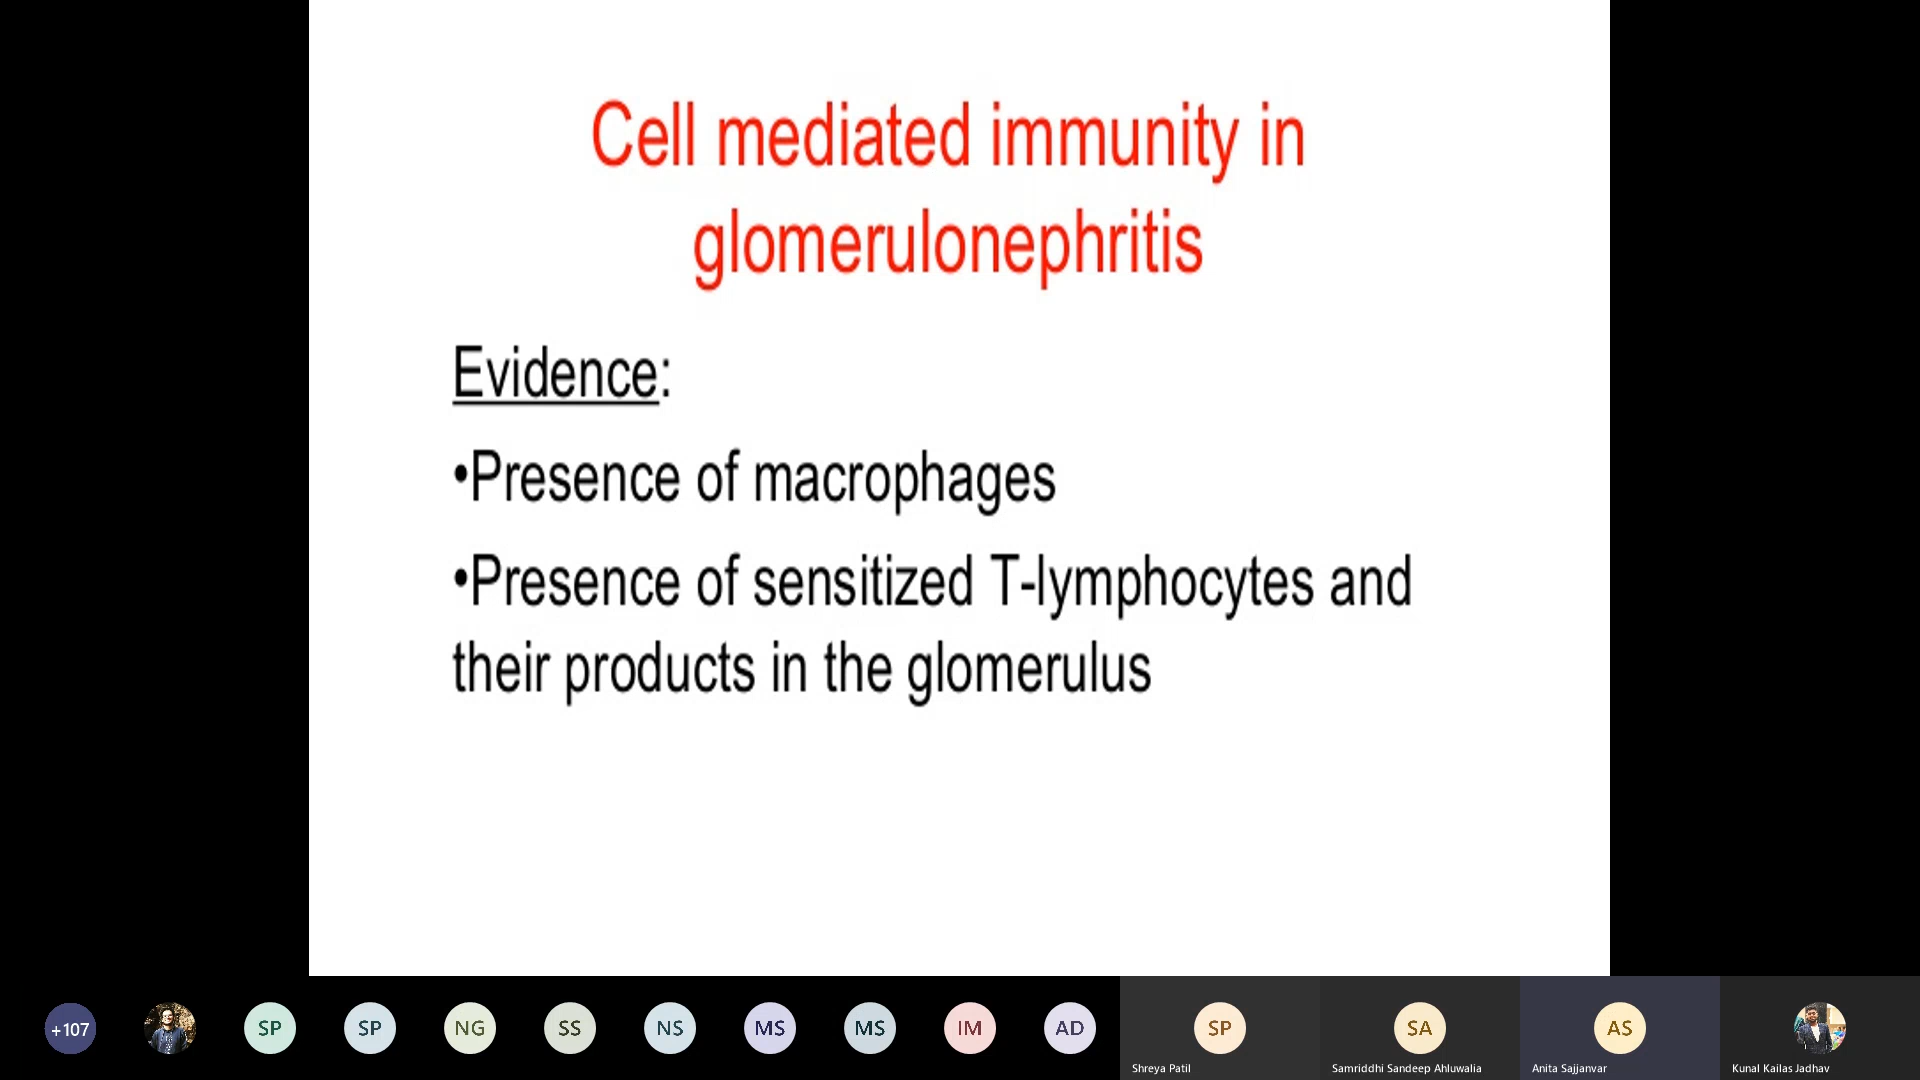 Cell mediated immunity in
glomerulonephritis
Evidence:
•Presence of macrophages
•Presence of sensitized T-lymphocytes and
their products in the glomerulus
+107
SP
SP
NG
SS
NS
MS
MS
IM
AD
SP
SA
AS
Shreya Patil
Samriddhi Sandeep Ahluwalia
Anita Sajjanvar
Kunal Kailas Jadhav